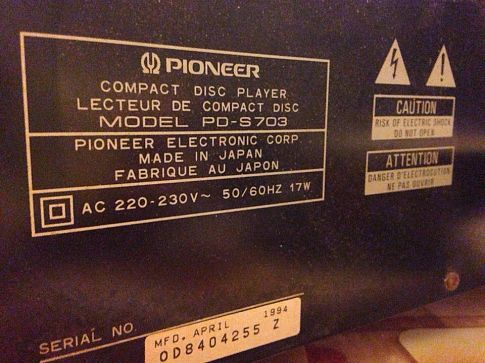 PIONEER
COMPACT DISC PLAYER
LECTEUR DE COMPACT DISC
MODEL PD-S703
PIONEER ELECTRONIC CORP.
MADE IN JAPAN
FABRIQUE AU JAPON
AC 220-230V~ 50/60HZ 17W
CAUTION
RISK OF ELECTRIC SHOCK
DO NOT OPEN
ATTENTION
DANGER D'ELECTROCUTION
NE PAS OUVRIR
SERIAL NO.
MFD. APRIL 1994
OD8404255 Z